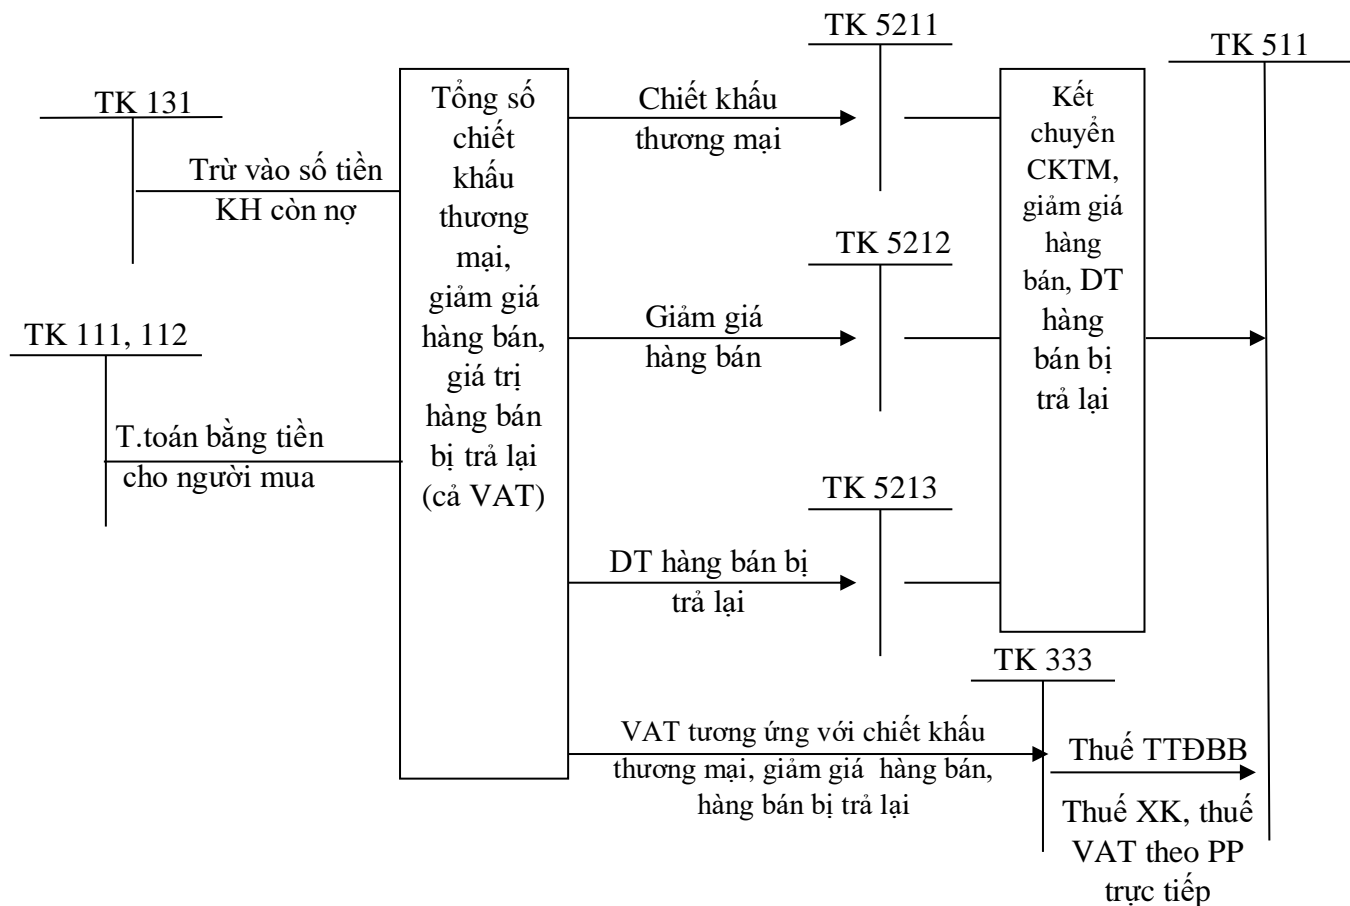 TK 131
Trừ vào số tiền
KH còn nợ
TK 111, 112
T.toán bằng tiền
cho người mua
Tổng số
chiết
khấu
thương
mại,
giảm giá
hàng bán,
giá trị
hàng bán
bị trả lại
(cả VAT)
Chiết khấu
thương mại
Giảm giá
hàng bán
DT hàng bán bị
trả lại
VAT tương ứng với chiết khấu
thương mại, giảm giá hàng bán,
hàng bán bị trả lại
TK 5211
TK 5212
TK 5213
Kết
chuyển
CKTM,
giảm giá
hàng
bán, DT
hàng
bán bị
trả lại
TK 333
TK 511
Thuế TTĐBB
Thuế XK, thuế
VAT theo PP
trực tiếp